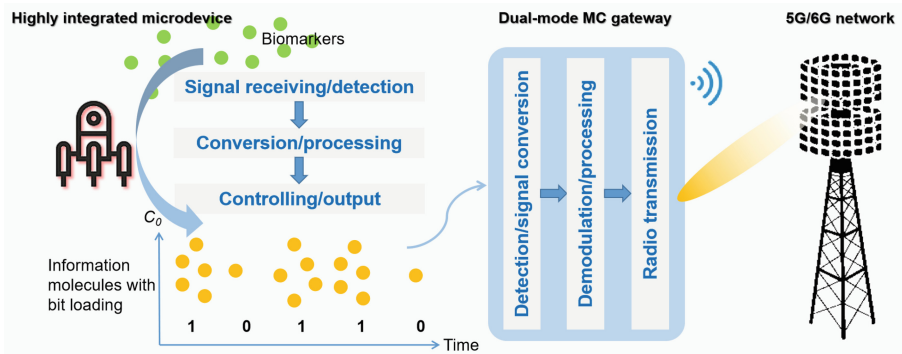 Highly integrated microdevice
Biomarkers
Signal receiving/detection
Conversion/processing
Controlling/output
C0
Information
molecules with
bit loading
1 0 1 1 0
Time
Dual-mode MC gateway
Detection/signal conversion
Demodulation/processing
Radio transmission
5G/6G network